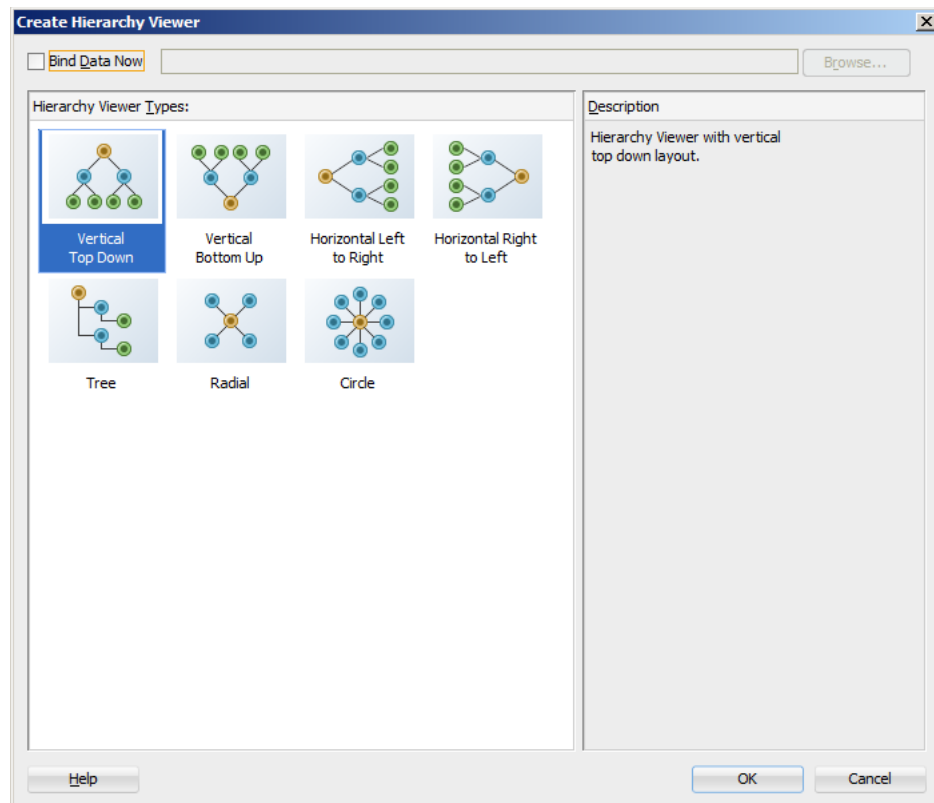 Create Hierarchy Viewer
Bind Data Now
Browse...
Hierarchy Viewer Types:
Description
Hierarchy Viewer with vertical
top down layout.
Vertical
Top Down
Vertical
Bottom Up
Horizontal Left
to Right
Horizontal Right
to Left
Tree
Radial
Circle
Help
OK
Cancel